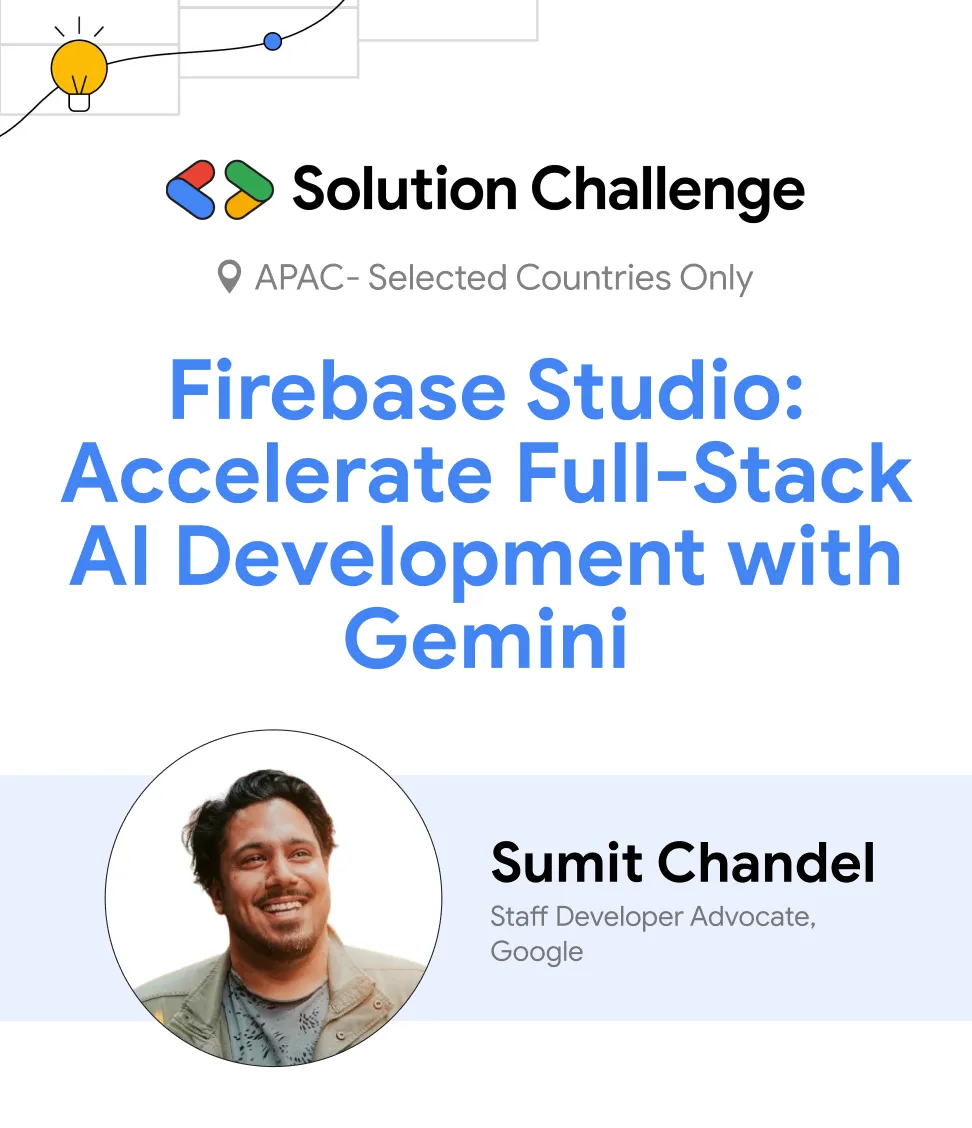 Solution Challenge
APAC- Selected Countries Only
Firebase Studio:
Accelerate Full-Stack
AI Development with
Gemini
Sumit Chandel
Staff Developer Advocate,
Google